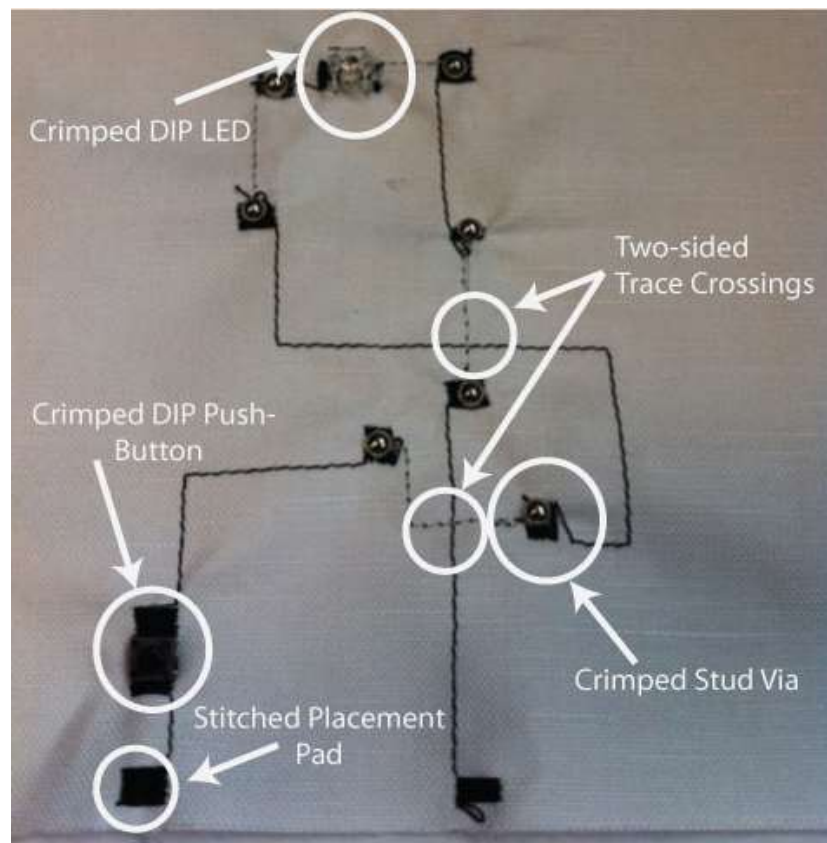 Crimped DIP LED
Two-sided
Trace Crossings
Crimped DIP Push-
Button
Crimped Stud Via
Stitched Placement
Pad